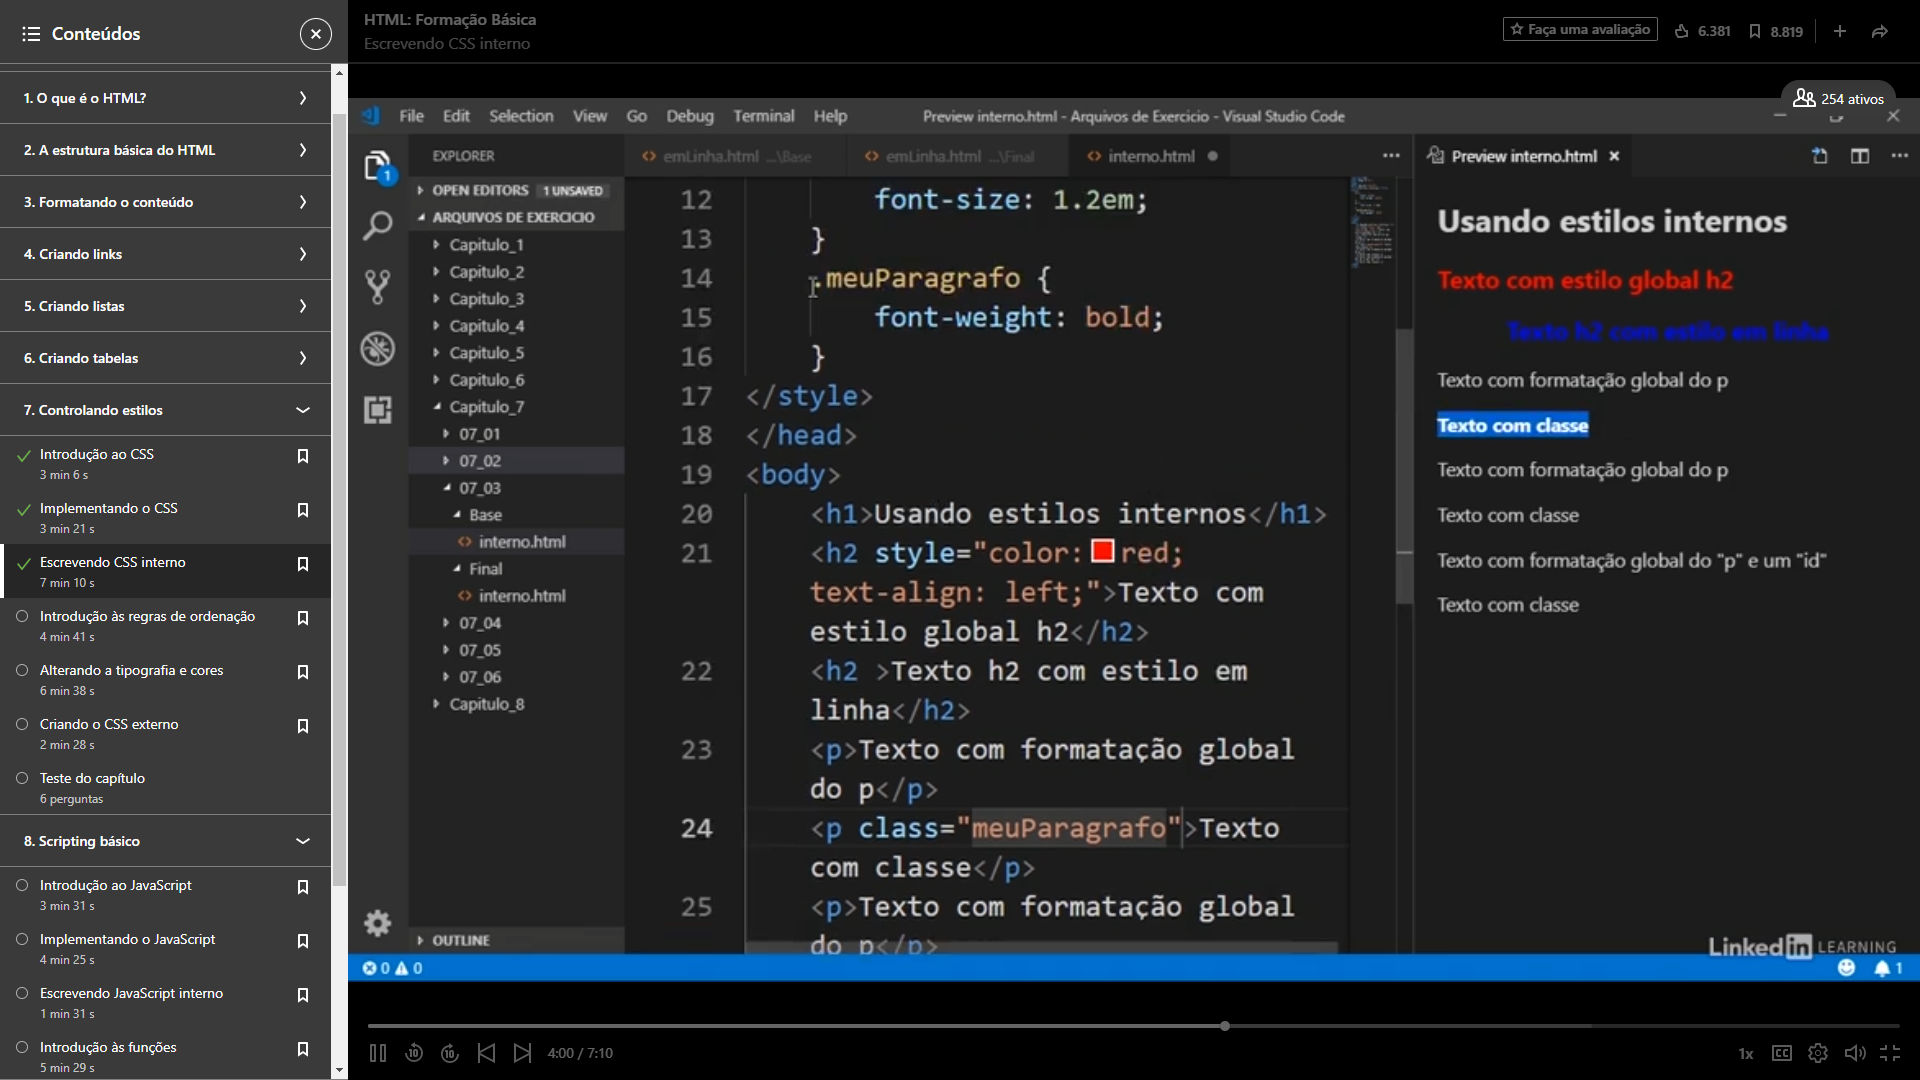 Conteúdos
1. O que é o HTML?
2. A estrutura básica do HTML
3. Formatando o conteúdo
4. Criando links
5. Criando listas
6. Criando tabelas
7. Controlando estilos
Introdução ao CSS
3 min 6 s
Implementando o CSS
3 min 21 s
Escrevendo CSS interno
7 min 10 s
Introdução às regras de ordenação
4 min 41 s
Alterando a tipografia e cores
6 min 38 s
Criando o CSS externo
2 min 28 s
Teste do capítulo
6 perguntas
8. Scripting básico
Introdução ao JavaScript
3 min 31 s
Implementando o JavaScript
4 min 25 s
Escrevendo JavaScript interno
1 min 31 s
Introdução às funções
5 min 29 s
HTML: Formação Básica
Escrevendo CSS interno
Faça uma avaliação
6.381
8.819
254 ativos
File Edit Selection View Go Debug Terminal Help
Preview interno.html - Arquivos de Exercicio - Visual Studio Code
1
EXPLORER
OPEN EDITORS 1 UNSAVED
ARQUIVOS DE EXERCICIO
Capitulo_1
Capitulo_2
Capitulo_3
Capitulo_4
Capitulo_5
Capitulo_6
Capitulo_7
07_01
07_02
07_03
Base
interno.html
Final
interno.html
07_04
07_05
07_06
Capitulo_8
OUTLINE
emLinha.html ...\Base
emLinha.html ...\Final
interno.html
12 font-size: 1.2em;
13 }
14 .meuParagrafo {
15 font-weight: bold;
16 }
17 </style>
18 </head>
19 <body>
20 <h1>Usando estilos internos</h1>
21 <h2 style="color: red;
text-align: left;">Texto com
estilo global h2</h2>
22 <h2 >Texto h2 com estilo em
linha</h2>
23 <p>Texto com formatação global
do p</p>
24 <p class="meuParagrafo">Texto
com classe</p>
25 <p>Texto com formatação global
do p</p>
Preview interno.html
Usando estilos internos
Texto com estilo global h2
Texto h2 com estilo em linha
Texto com formatação global do p
Texto com classe
Texto com formatação global do p
Texto com classe
Texto com formatação global do "p" e um "id"
Texto com classe
Linked in LEARNING
0 0
1
10
10
4:00 / 7:10
1x
CC